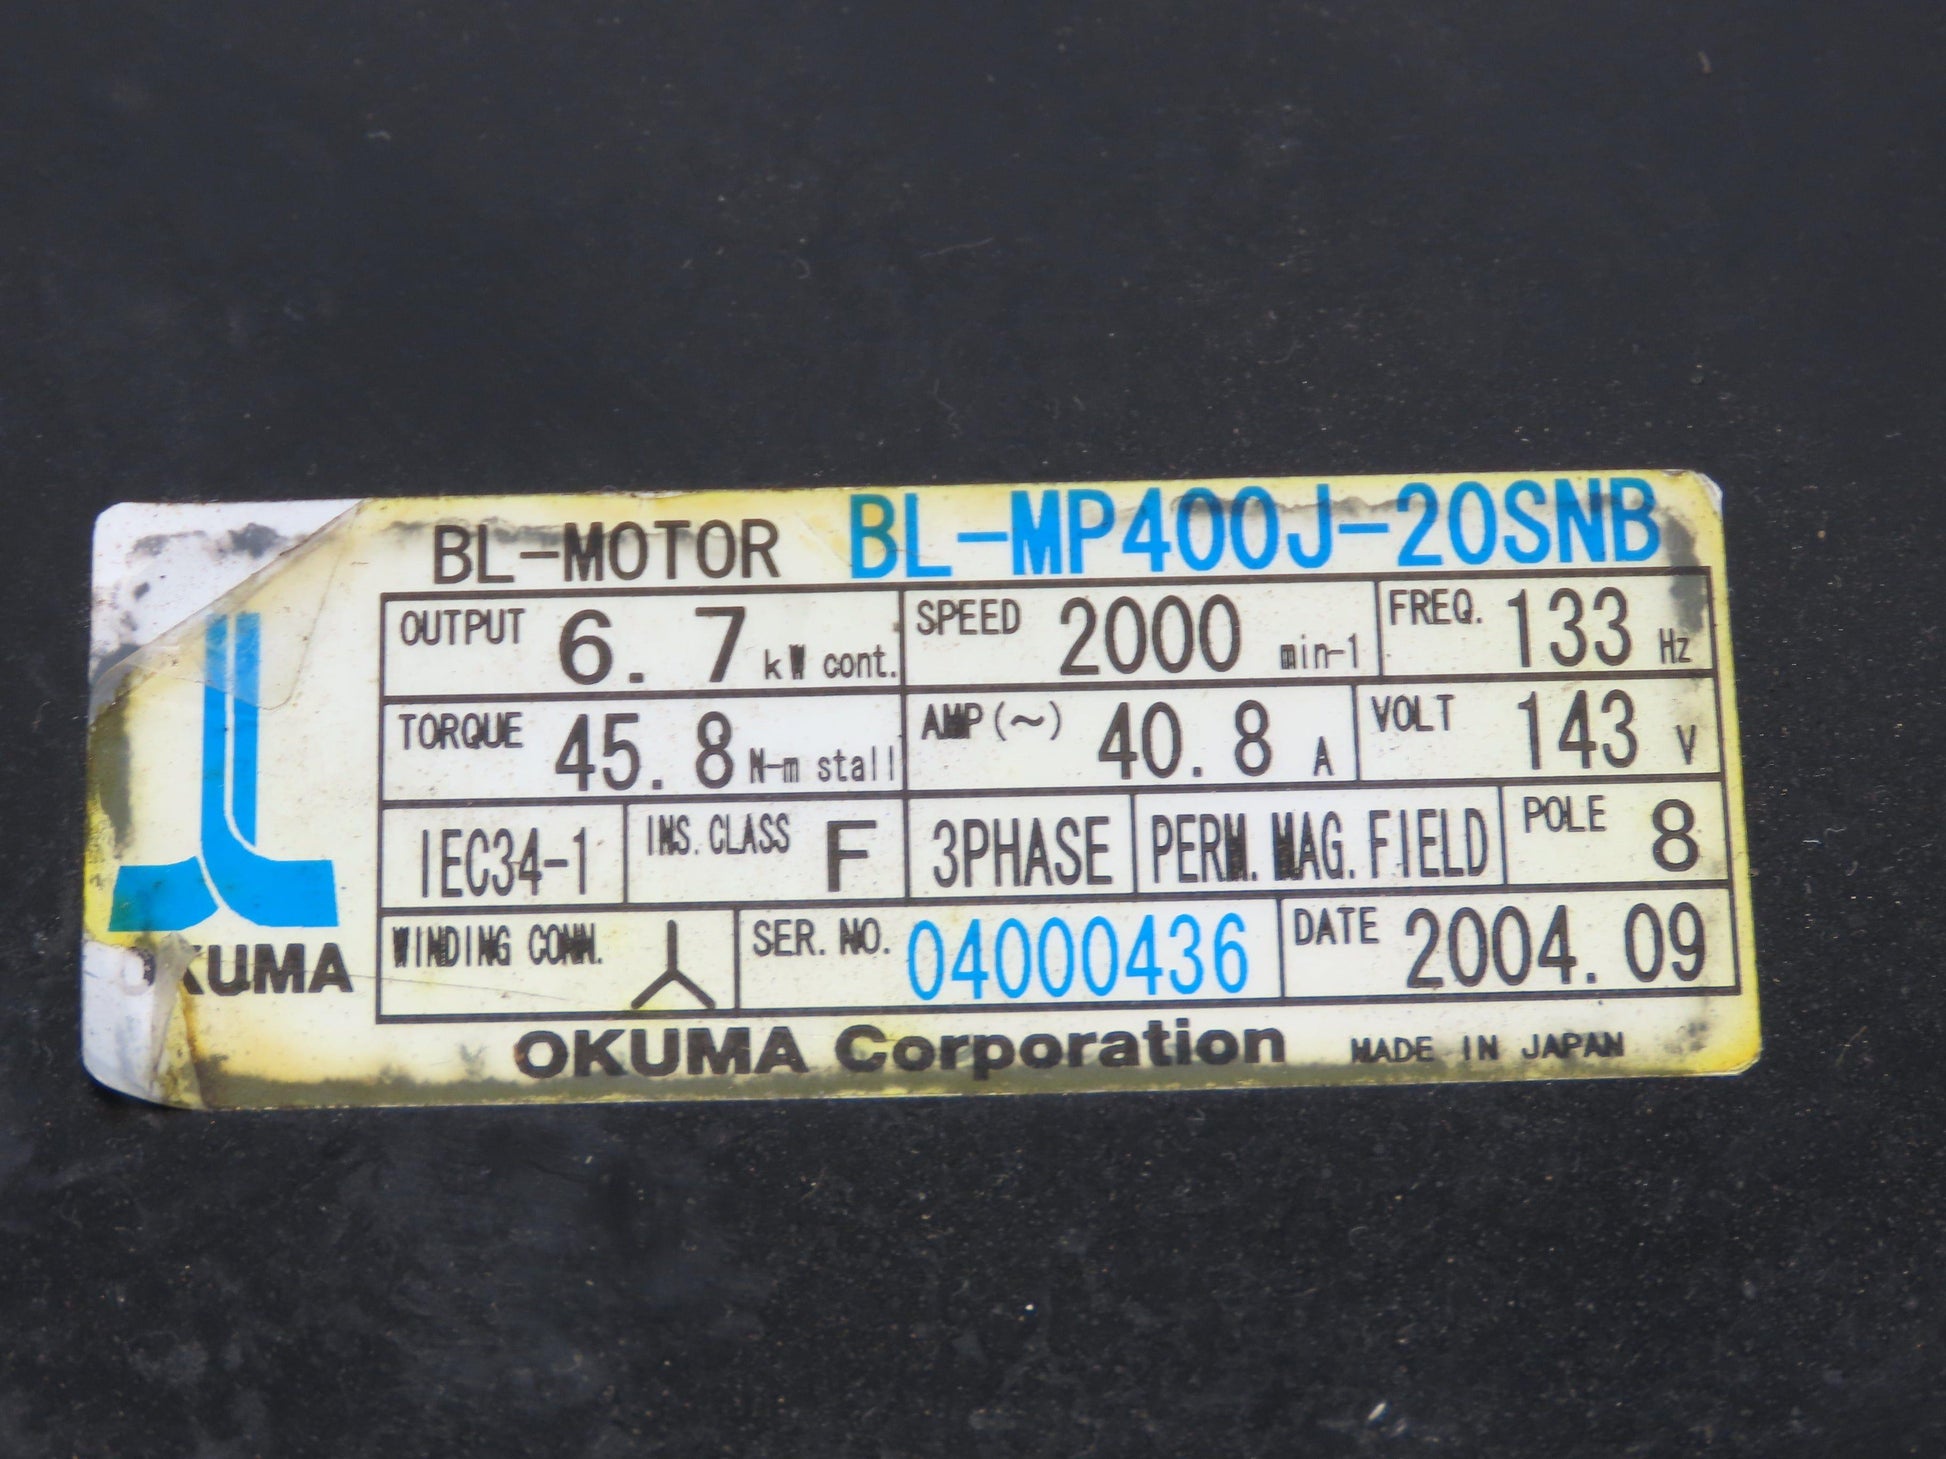 BL-MOTOR BL-MP400J-20SNB
OUTPUT 6.7 kW cont. SPEED 2000 min-1 FREQ. 133 Hz
TORQUE 45.8 N-m stall AMP(~) 40.8 A VOLT 143 V
IEC34-1 INS. CLASS F 3PHASE PERM. MAG. FIELD POLE 8
WINDING CONN. SER. NO. 04000436 DATE 2004.09
OKUMA
OKUMA Corporation MADE IN JAPAN